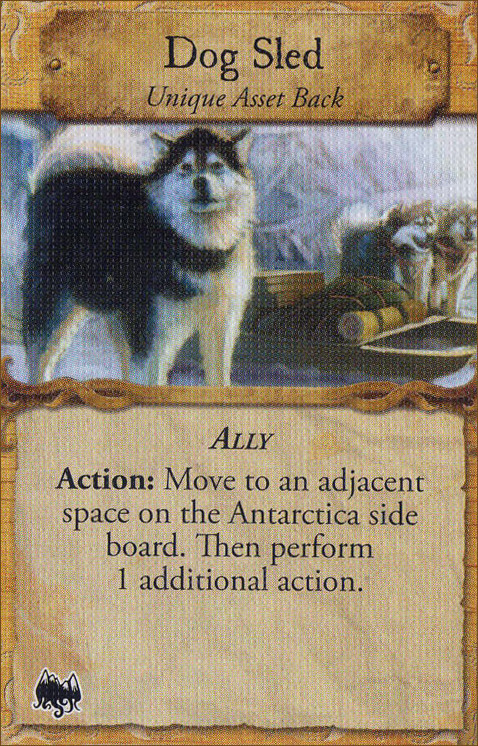 Dog Sled
Unique Asset Back
ALLY
Action: Move to an adjacent
space on the Antarctica side
board. Then perform
1 additional action.